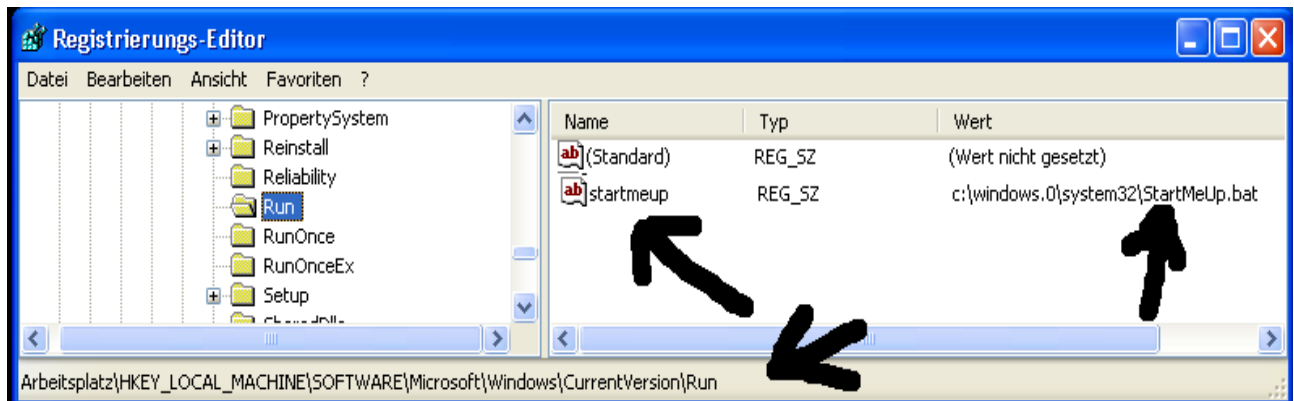 Registrierungs-Editor
Datei Bearbeiten Ansicht Favoriten ?
PropertySystem
Reinstall
Reliability
Run
RunOnce
RunOnceEx
Setup
Name Typ Wert
(Standard) REG_SZ (Wert nicht gesetzt)
startmeup REG_SZ c:\windows.0\system32\StartMeUp.bat
Arbeitsplatz\HKEY_LOCAL_MACHINE\SOFTWARE\Microsoft\Windows\CurrentVersion\Run